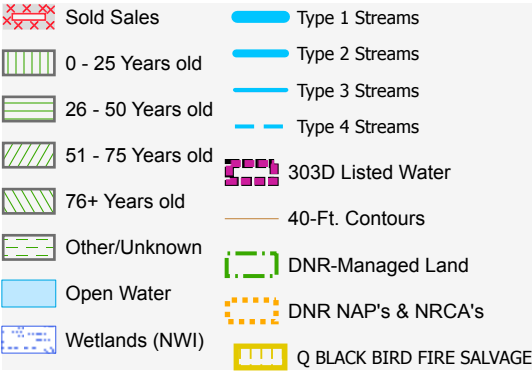 Sold Sales
0 - 25 Years old
26 - 50 Years old
51 - 75 Years old
76+ Years old
Other/Unknown
Open Water
Wetlands (NWI)
Type 1 Streams
Type 2 Streams
Type 3 Streams
Type 4 Streams
303D Listed Water
40-Ft. Contours
DNR-Managed Land
DNR NAP's & NRCA's
Q BLACK BIRD FIRE SALVAGE